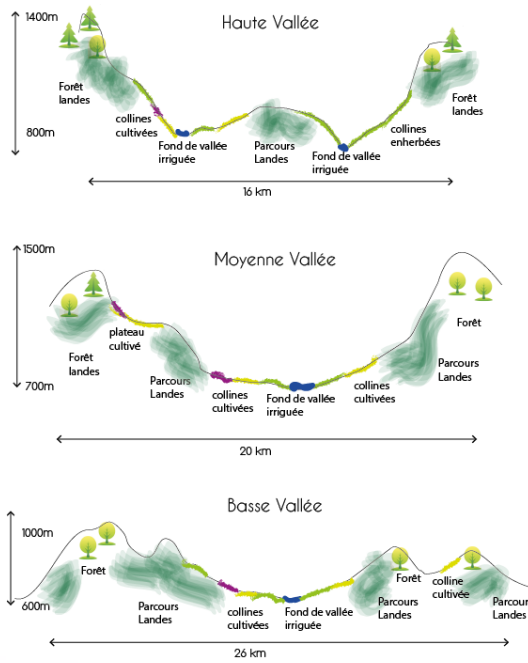 1400m
Haute Vallée
Forêt
landes
800m
collines
cultivées
Fond de vallée
irriguée
Parcours
Landes
Fond de vallée
irriguée
collines
enherbées
Forêt
landes
16 km
1500m
Moyenne Vallée
Forêt
landes
plateau
cultivé
Parcours
Landes
700m
collines
cultivées
Fond de vallée
irriguée
collines
cultivées
Forêt
Parcours
Landes
20 km
Basse Vallée
1000m
Forêt
600m
Parcours
Landes
collines
cultivées
Fond de vallée
irriguée
Parcours
Landes
Forêt
colline
cultivée
Parcours
Landes
26 km